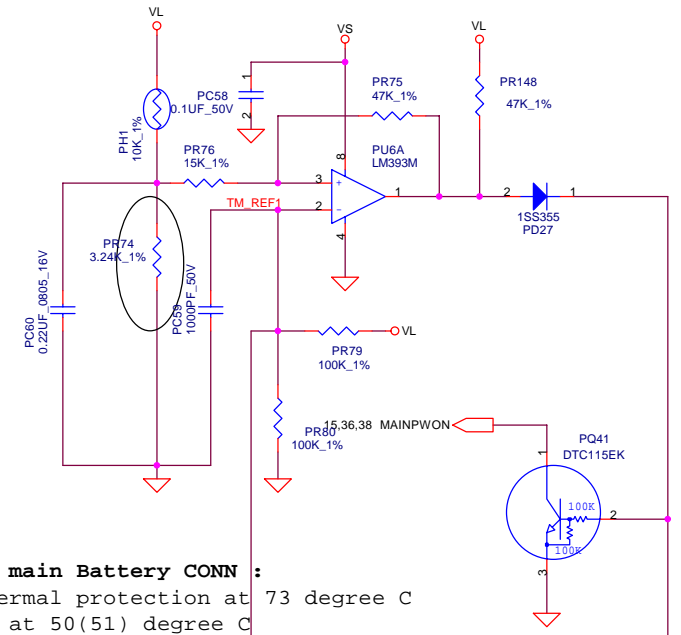 VL
VS
VL
PR75
47K_1%
PR148
47K_1%
1
2
PC58
0.1UF_50V
PH1
10K_1%
PR76
15K_1%
PU6A
LM393M
8
3
+
1
2
-
4
TM_REF1
2
1
1SS355
PD27
PR74
3.24K_1%
PC60
0.22UF_0805_16V
PC59
1000PF_50V
VL
PR79
100K_1%
PR80
100K_1%
15,36,38 MAINPWON
PQ41
DTC115EK
1
100K
2
100K
3
main Battery CONN :
ermal protection at 73 degree C
at 50(51) degree C